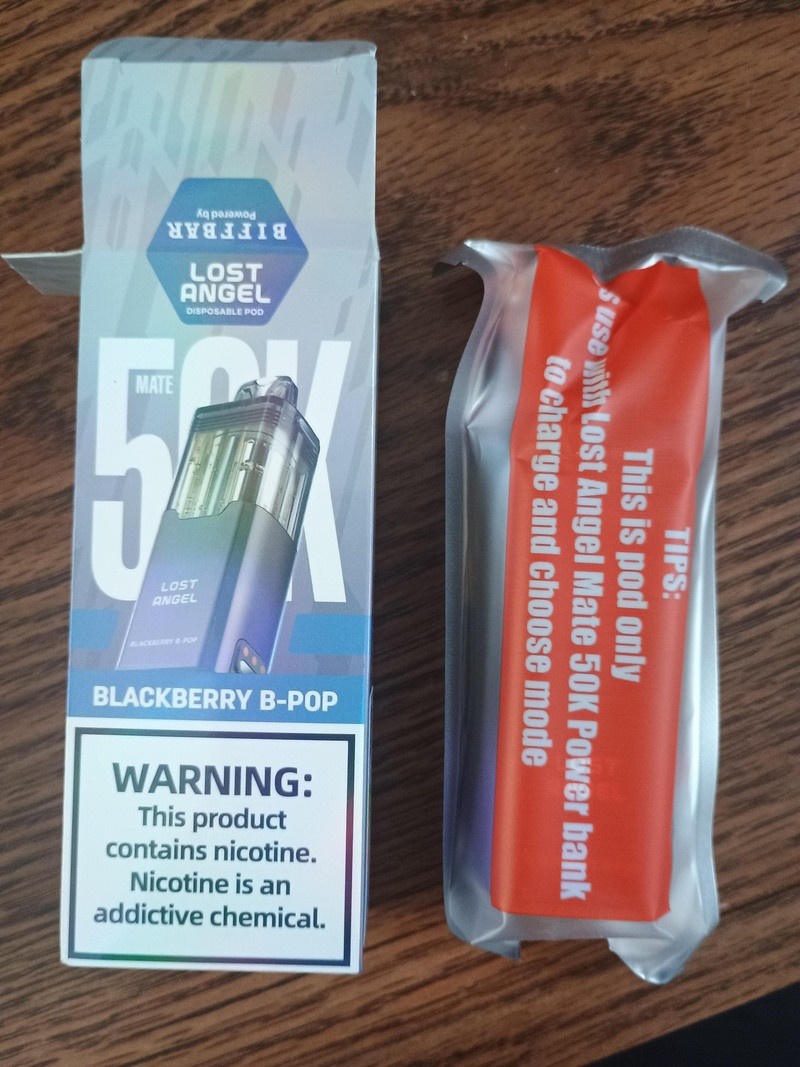 Powered by
BIFFBAR
LOST
ANGEL
DISPOSABLE POD
50K
MATE
LOST
ANGEL
BLACKBERRY B-POP
BLACKBERRY B-POP
WARNING:
This product
contains nicotine.
Nicotine is an
addictive chemical.
TIPS:
This is pod only
use with Lost Angel Mate 50K Power bank
to charge and choose mode